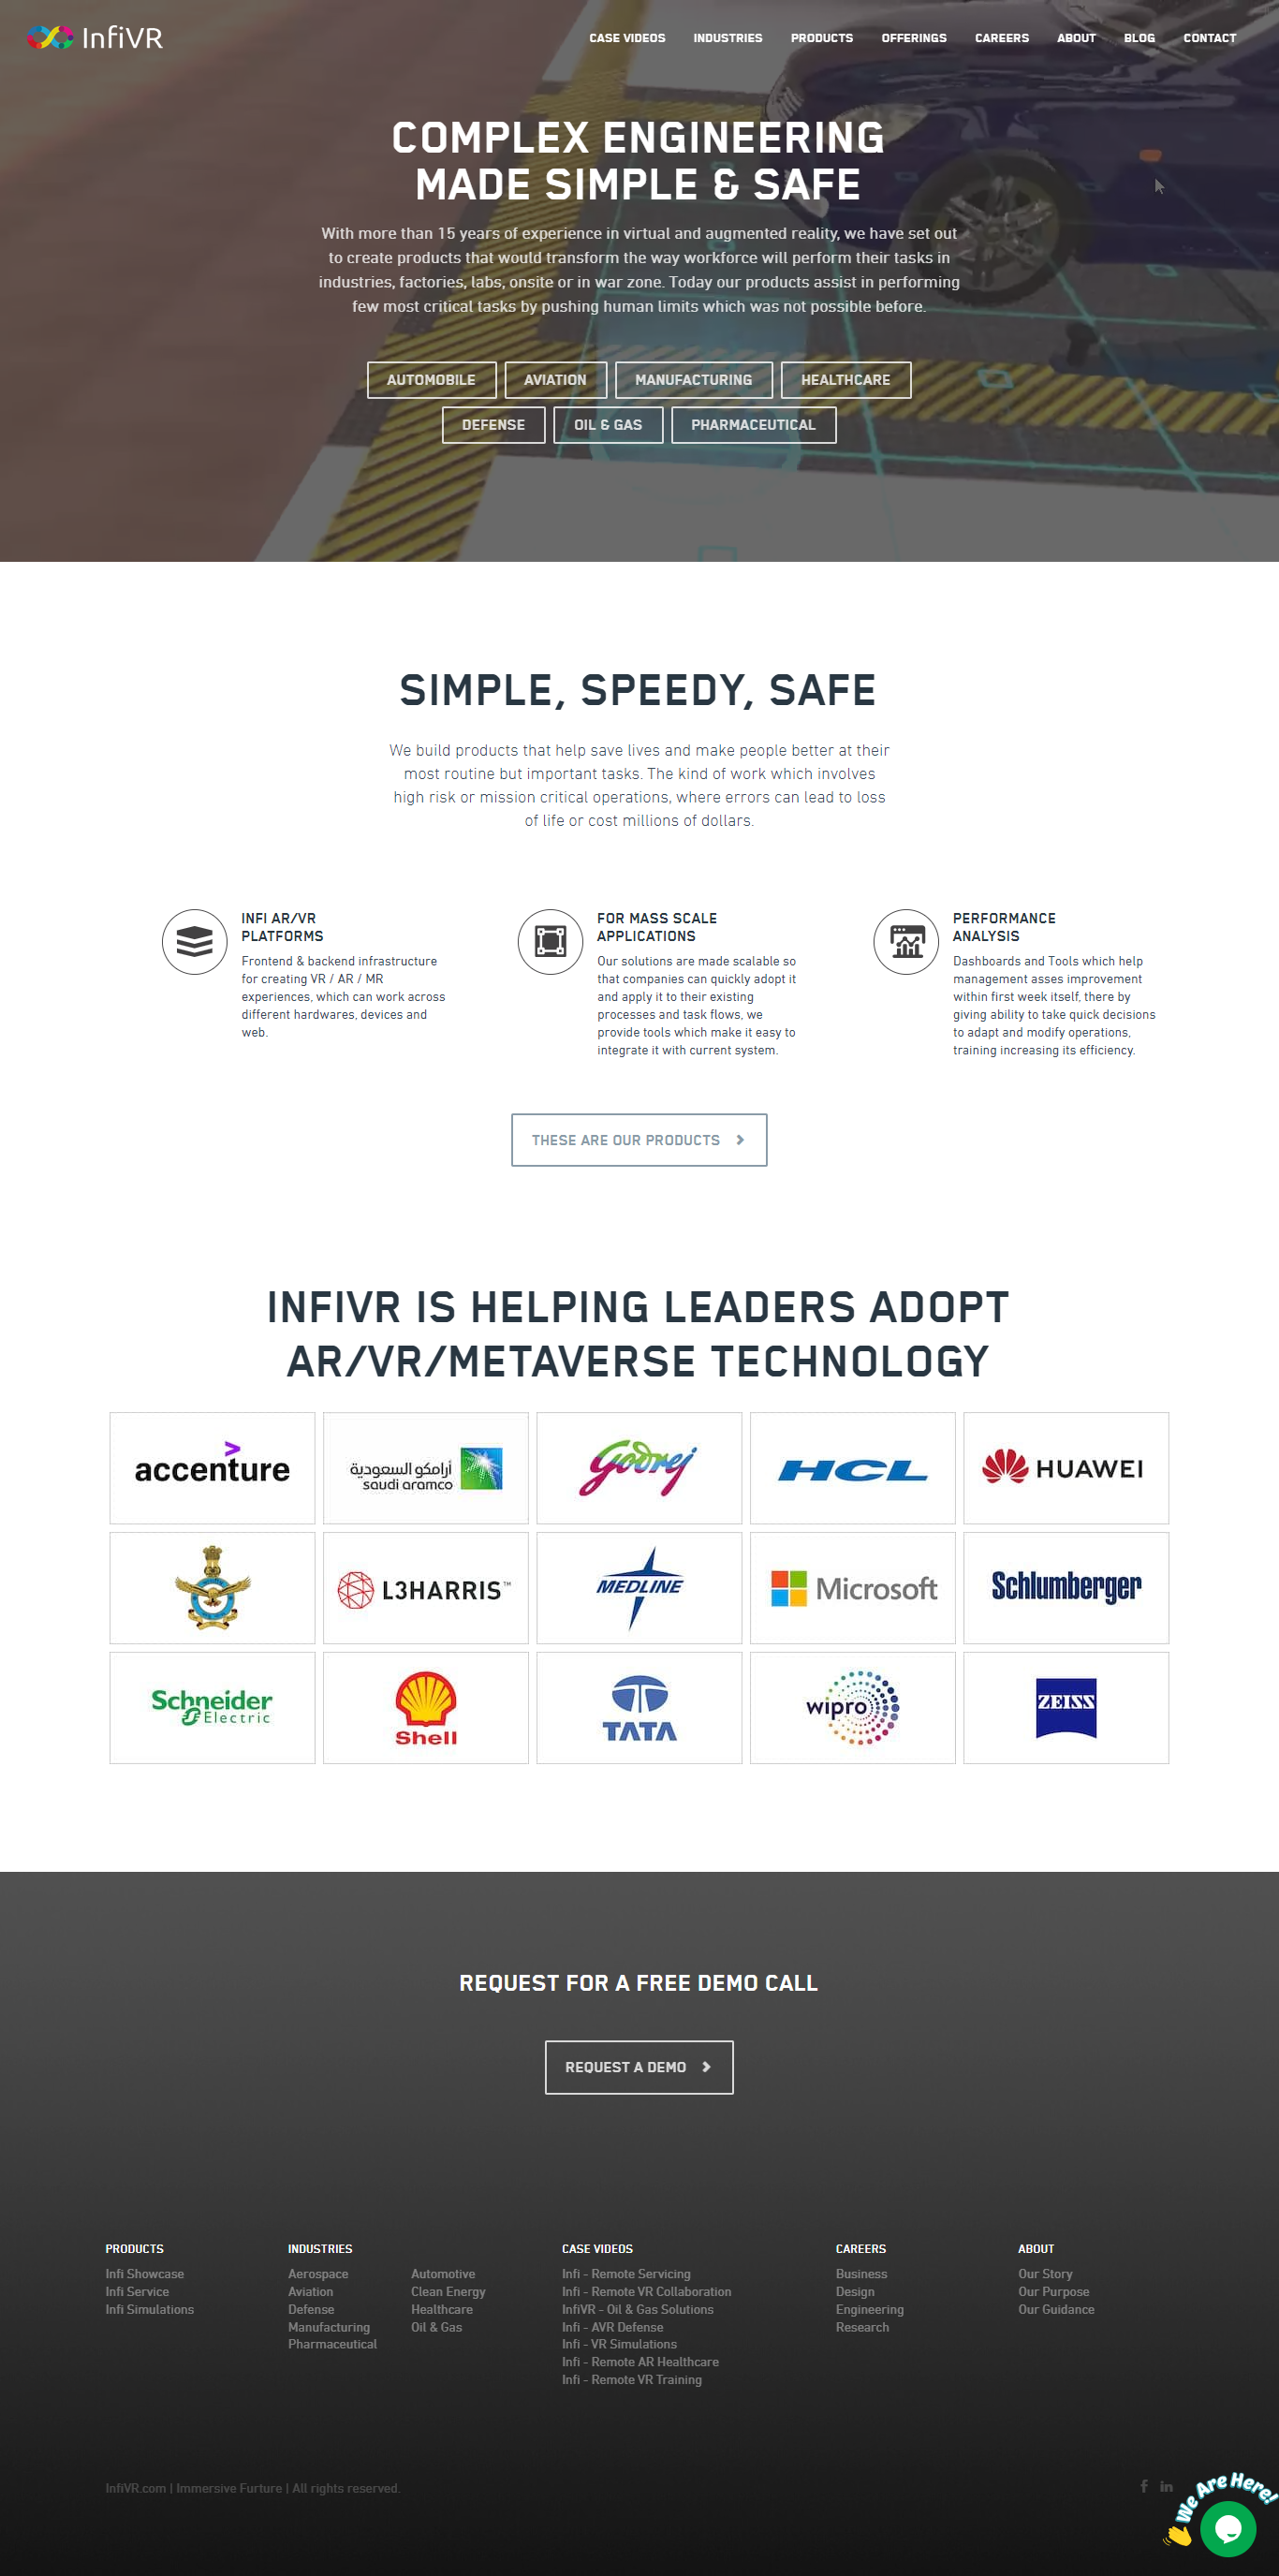 InfiVR
CASE VIDEOS INDUSTRIES PRODUCTS OFFERINGS CAREERS ABOUT BLOG CONTACT
COMPLEX ENGINEERING
MADE SIMPLE & SAFE
With more than 15 years of experience in virtual and augmented reality, we have set out
to create products that would transform the way workforce will perform their tasks in
industries, factories, labs, onsite or in war zone. Today our products assist in performing
few most critical tasks by pushing human limits which was not possible before.
AUTOMOBILE AVIATION MANUFACTURING HEALTHCARE
DEFENSE OIL & GAS PHARMACEUTICAL
SIMPLE, SPEEDY, SAFE
We build products that help save lives and make people better at their
most routine but important tasks. The kind of work which involves
high risk or mission critical operations, where errors can lead to loss
of life or cost millions of dollars.
INFI AR/VR
PLATFORMS
Frontend & backend infrastructure
for creating VR / AR / MR
experiences, which can work across
different hardwares, devices and
web.
FOR MASS SCALE
APPLICATIONS
Our solutions are made scalable so
that companies can quickly adopt it
and apply it to their existing
processes and task flows, we
provide tools which make it easy to
integrate it with current system.
PERFORMANCE
ANALYSIS
Dashboards and Tools which help
management asses improvement
within first week itself, there by
giving ability to take quick decisions
to adapt and modify operations,
training increasing its efficiency.
THESE ARE OUR PRODUCTS
INFIVR IS HELPING LEADERS ADOPT
AR/VR/METAVERSE TECHNOLOGY
accenture
أرامكو السعودية
saudi aramco
Godrej
HCL
HUAWEI
L3HARRIS™
MEDLINE
Microsoft
Schlumberger
Schneider
Electric
Shell
TATA
wipro
ZEISS
REQUEST FOR A FREE DEMO CALL
REQUEST A DEMO
PRODUCTS
Infi Showcase
Infi Service
Infi Simulations
INDUSTRIES
Aerospace
Aviation
Defense
Manufacturing
Pharmaceutical
Automotive
Clean Energy
Healthcare
Oil & Gas
CASE VIDEOS
Infi - Remote Servicing
Infi - Remote VR Collaboration
InfiVR - Oil & Gas Solutions
Infi - AVR Defense
Infi - VR Simulations
Infi - Remote AR Healthcare
Infi - Remote VR Training
CAREERS
Business
Design
Engineering
Research
ABOUT
Our Story
Our Purpose
Our Guidance
InfiVR.com | Immersive Furture | All rights reserved.
f in
We Are Here!